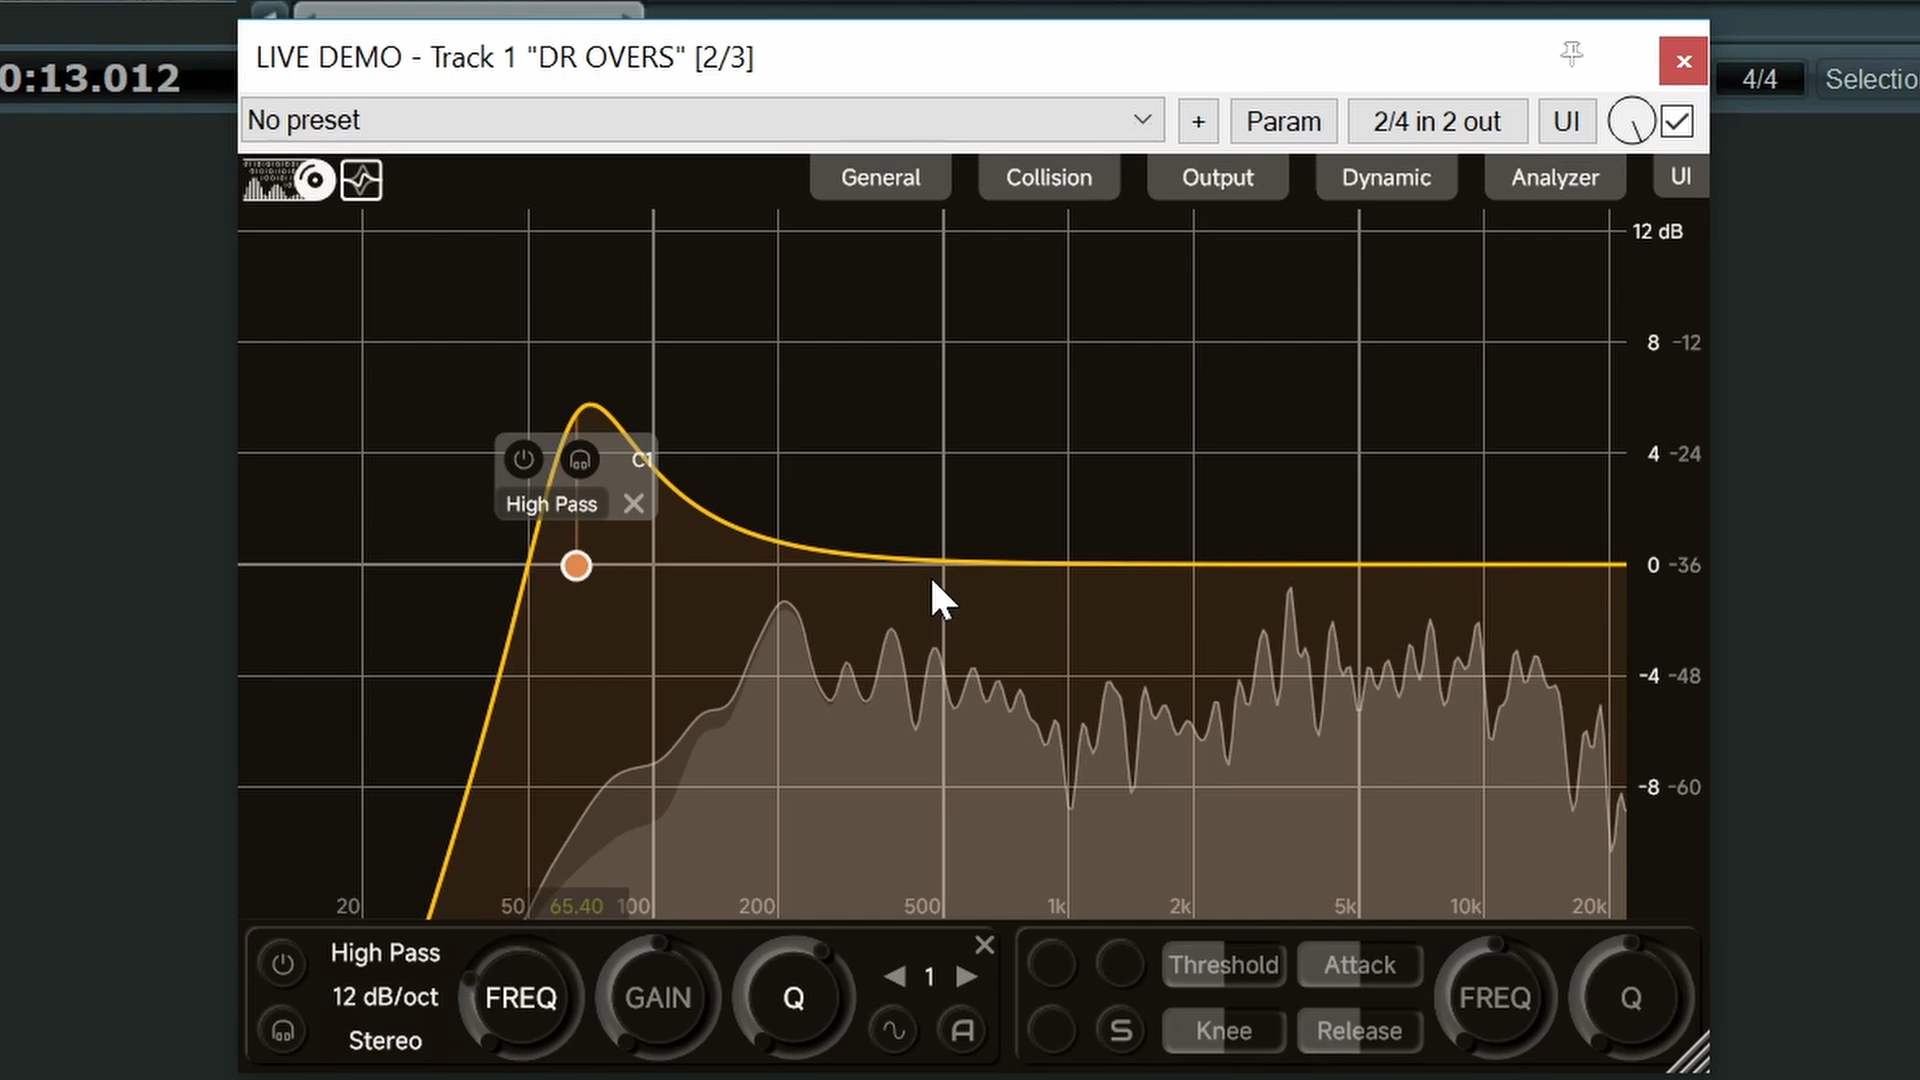 LIVE DEMO - Track 1 "DR OVERS" [2/3]
0:13.012
4/4 Selectio
No preset + Param 2/4 in 2 out UI
General Collision Output Dynamic Analyzer UI
12 dB
8 -12
4 -24
C1
High Pass
0 -36
-4 -48
-8 -60
20 50 65.40 100 200 500 1k 2k 5k 10k 20k
High Pass
12 dB/oct
Stereo
FREQ GAIN Q
1
A
S
Threshold Attack
Knee Release
FREQ Q